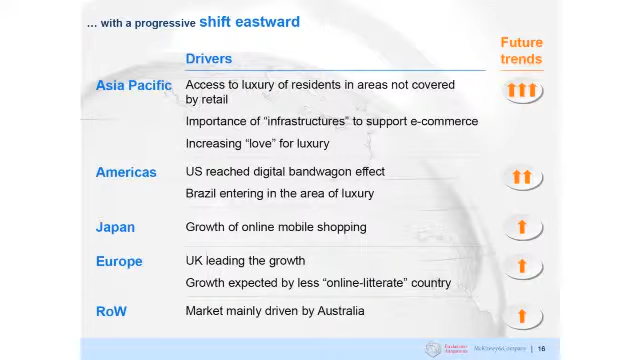 … with a progressive shift eastward
Future
trends
Drivers
Asia Pacific
Access to luxury of residents in areas not covered
by retail
Importance of “infrastructures” to support e-commerce
Increasing “love” for luxury
Americas
US reached digital bandwagon effect
Brazil entering in the area of luxury
Japan
Growth of online mobile shopping
Europe
UK leading the growth
Growth expected by less “online-litterate” country
RoW
Market mainly driven by Australia
McKinsey&Company | 16